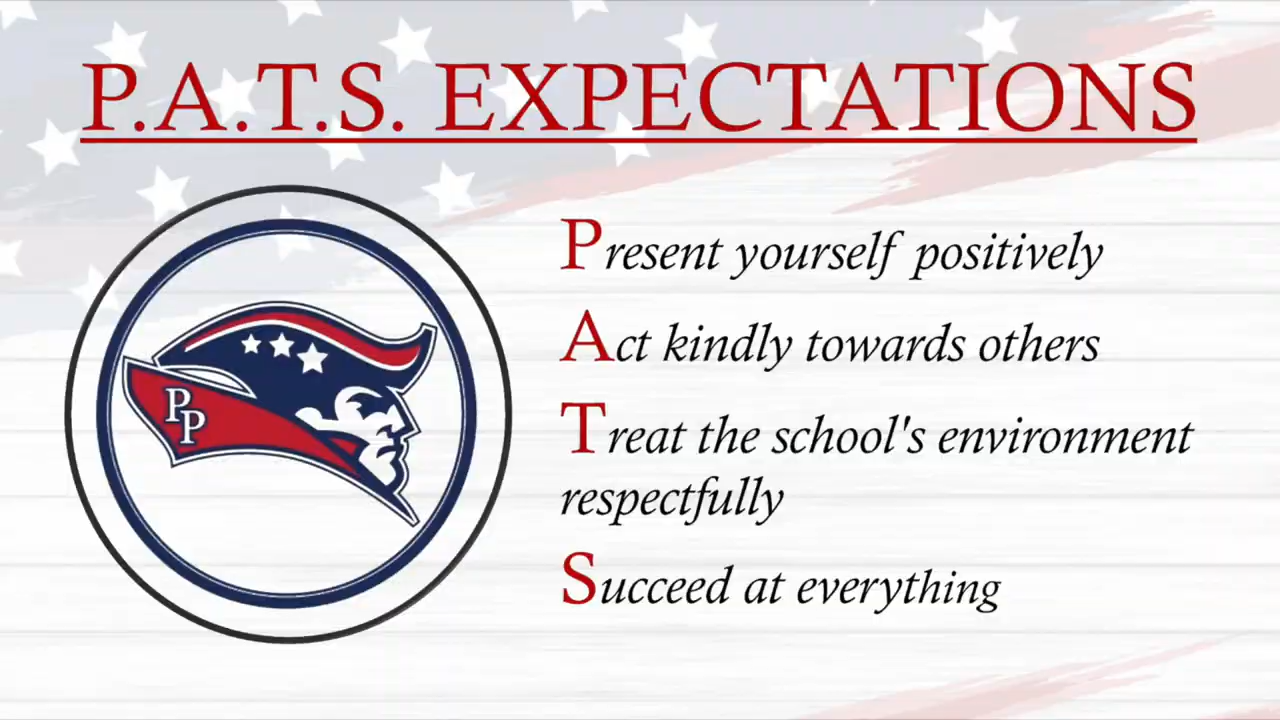 P.A.T.S. EXPECTATIONS
PP
Present yourself positively
Act kindly towards others
Treat the school's environment
respectfully
Succeed at everything